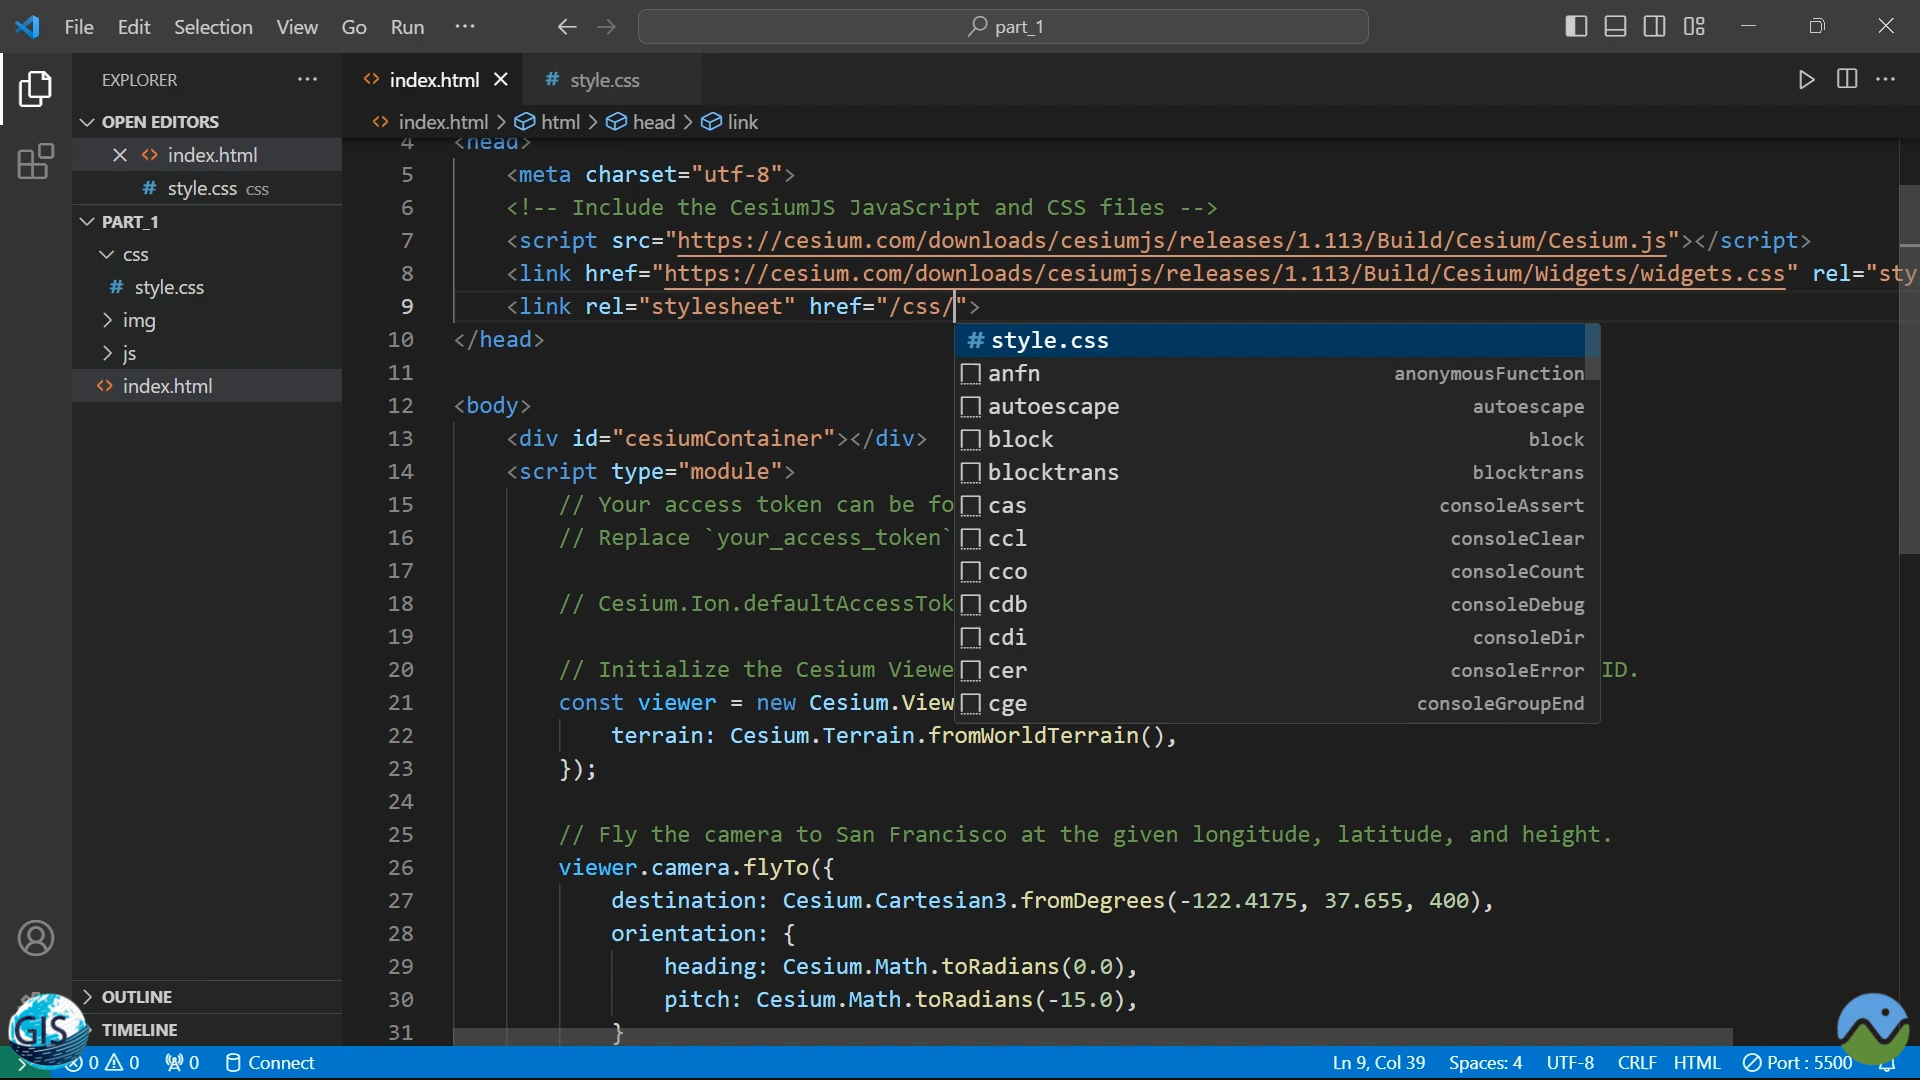 File Edit Selection View Go Run ··· part_1
EXPLORER ···
OPEN EDITORS
index.html
# style.css css
PART_1
css
# style.css
img
js
index.html
OUTLINE
TIMELINE
index.html # style.css
index.html > html > head > link
4 <head>
5 <meta charset="utf-8">
6 <!-- Include the CesiumJS JavaScript and CSS files -->
7 <script src="https://cesium.com/downloads/cesiumjs/releases/1.113/Build/Cesium/Cesium.js"></script>
8 <link href="https://cesium.com/downloads/cesiumjs/releases/1.113/Build/Cesium/Widgets/widgets.css" rel="sty
9 <link rel="stylesheet" href="/css/">
10 </head>
11
12 <body>
13 <div id="cesiumContainer"></div>
14 <script type="module">
15 // Your access token can be fo
16 // Replace `your_access_token`
17
18 // Cesium.Ion.defaultAccessTok
19
20 // Initialize the Cesium Viewe ID.
21 const viewer = new Cesium.View
22 terrain: Cesium.Terrain.fromWorldTerrain(),
23 });
24
25 // Fly the camera to San Francisco at the given longitude, latitude, and height.
26 viewer.camera.flyTo({
27 destination: Cesium.Cartesian3.fromDegrees(-122.4175, 37.655, 400),
28 orientation: {
29 heading: Cesium.Math.toRadians(0.0),
30 pitch: Cesium.Math.toRadians(-15.0),
31 }
# style.css
anfn anonymousFunction
autoescape autoescape
block block
blocktrans blocktrans
cas consoleAssert
ccl consoleClear
cco consoleCount
cdb consoleDebug
cdi consoleDir
cer consoleError
cge consoleGroupEnd
GIS
0 0 0 Connect Ln 9, Col 39 Spaces: 4 UTF-8 CRLF HTML Port : 5500